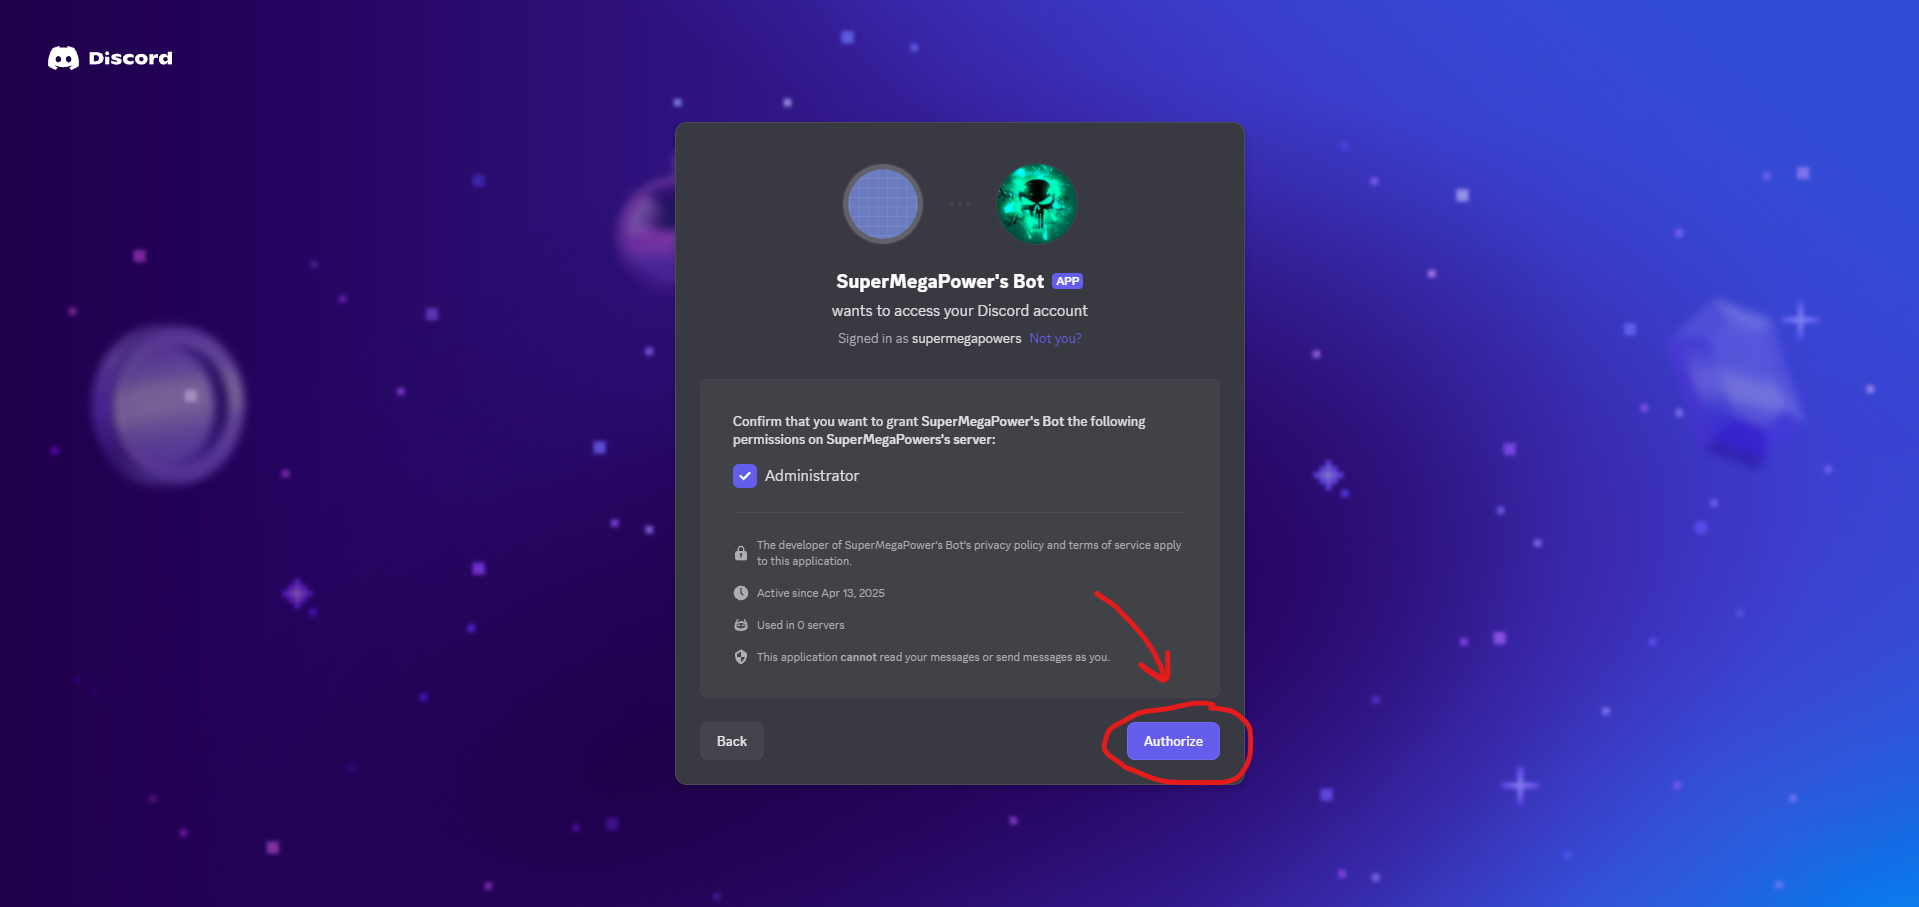 Discord
SuperMegaPower's Bot APP
wants to access your Discord account
Signed in as supermegapowers Not you?
Confirm that you want to grant SuperMegaPower's Bot the following
permissions on SuperMegaPowers's server:
Administrator
The developer of SuperMegaPower's Bot's privacy policy and terms of service apply
to this application.
Active since Apr 13, 2025
Used in 0 servers
This application cannot read your messages or send messages as you.
Back
Authorize